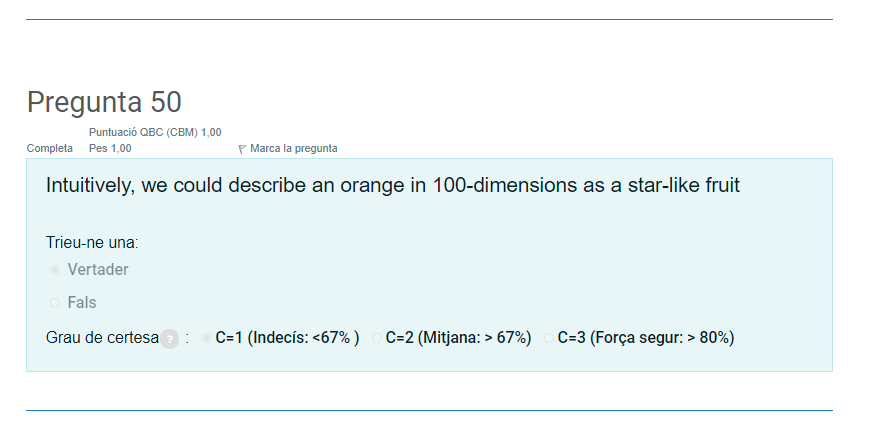 Pregunta 50
Puntuació QBC (CBM) 1,00
Completa Pes 1,00 Marca la pregunta
Intuitively, we could describe an orange in 100-dimensions as a star-like fruit
Trieu-ne una:
Vertader
Fals
Grau de certesa ? : C=1 (Indecís: <67% ) C=2 (Mitjana: > 67%) C=3 (Força segur: > 80%)